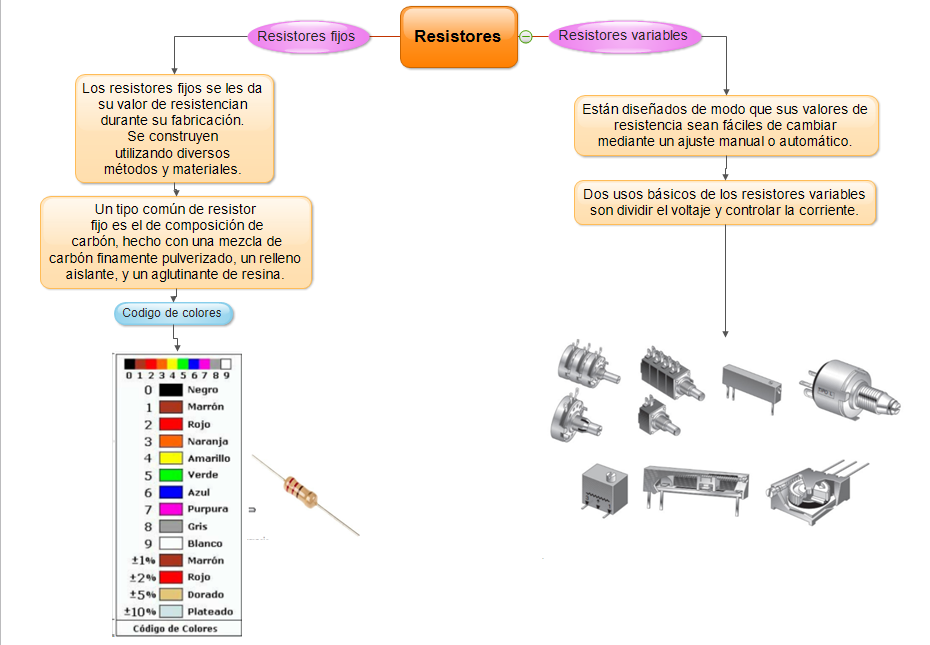 Resistores
Resistores fijos
Los resistores fijos se les da
su valor de resistencian
durante su fabricación.
Se construyen
utilizando diversos
métodos y materiales.
Un tipo común de resistor
fijo es el de composición de
carbón, hecho con una mezcla de
carbón finamente pulverizado, un relleno
aislante, y un aglutinante de resina.
Codigo de colores
0 1 2 3 4 5 6 7 8 9
0 Negro
1 Marrón
2 Rojo
3 Naranja
4 Amarillo
5 Verde
6 Azul
7 Purpura
8 Gris
9 Blanco
±1% Marrón
±2% Rojo
±5% Dorado
±10% Plateado
Código de Colores
Resistores variables
Están diseñados de modo que sus valores de
resistencia sean fáciles de cambiar
mediante un ajuste manual o automático.
Dos usos básicos de los resistores variables
son dividir el voltaje y controlar la corriente.